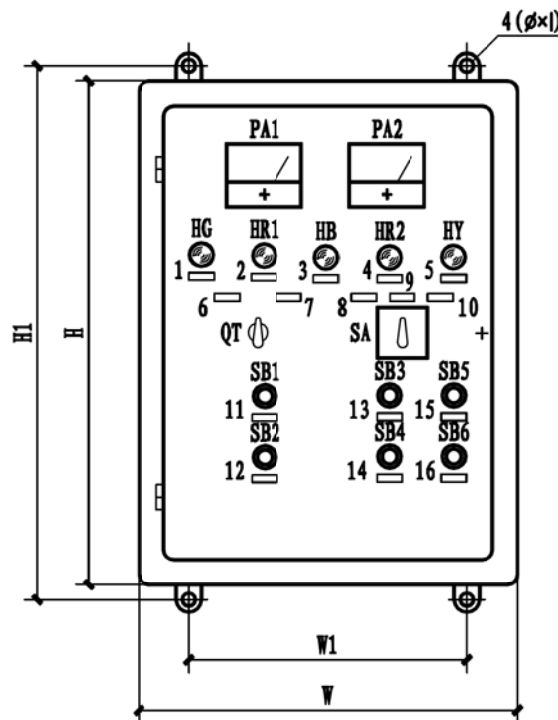 4(ø×l)
PA1 PA2
HG HR1 HB HR2 HY
1 2 3 4 9 5
6 7 8 10
QT SA
H1 H
SB1 SB3 SB5
11 13 15
SB2 SB4 SB6
12 14 16
W1
W